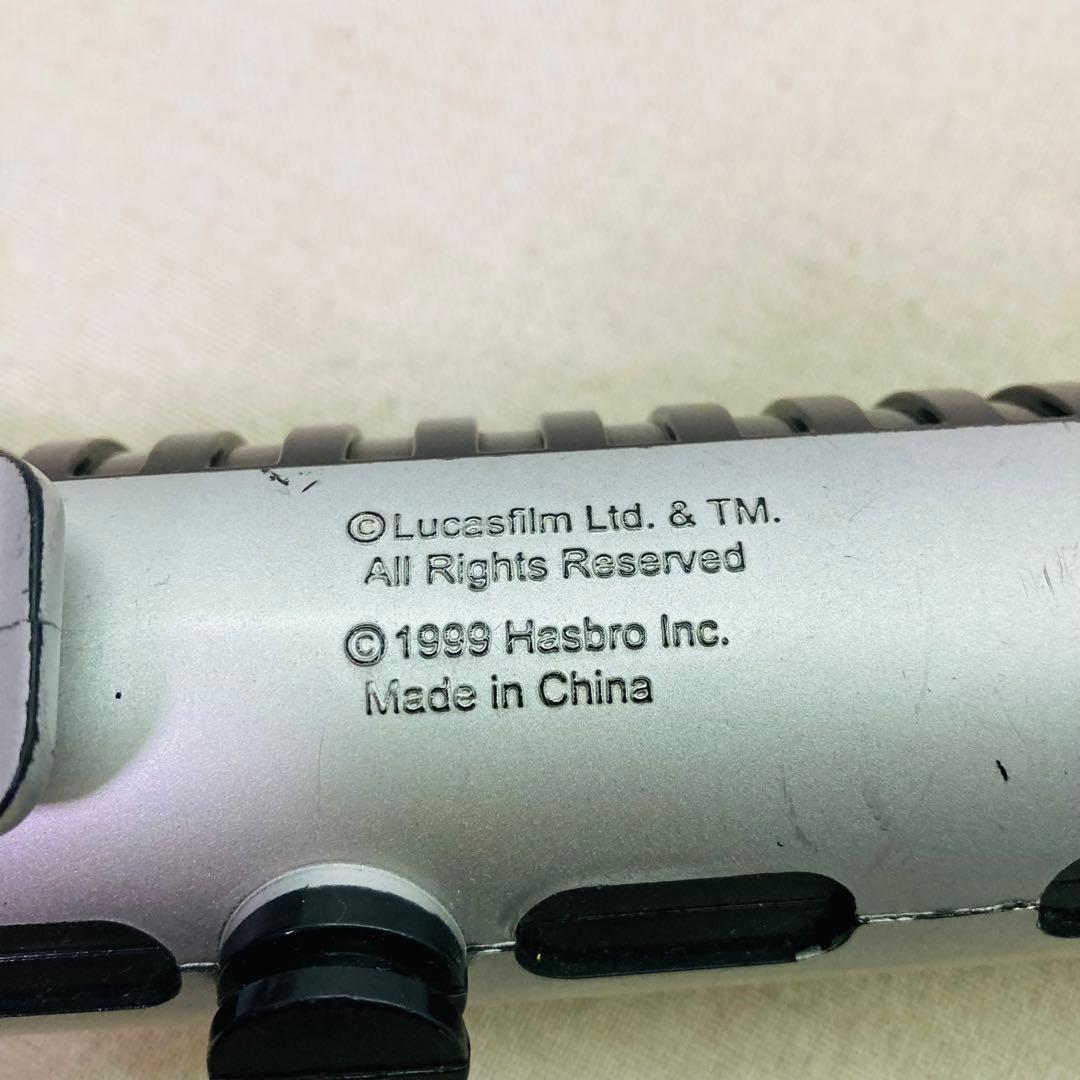 ©Lucasfilm Ltd. & TM.
All Rights Reserved
©1999 Hasbro Inc.
Made in China